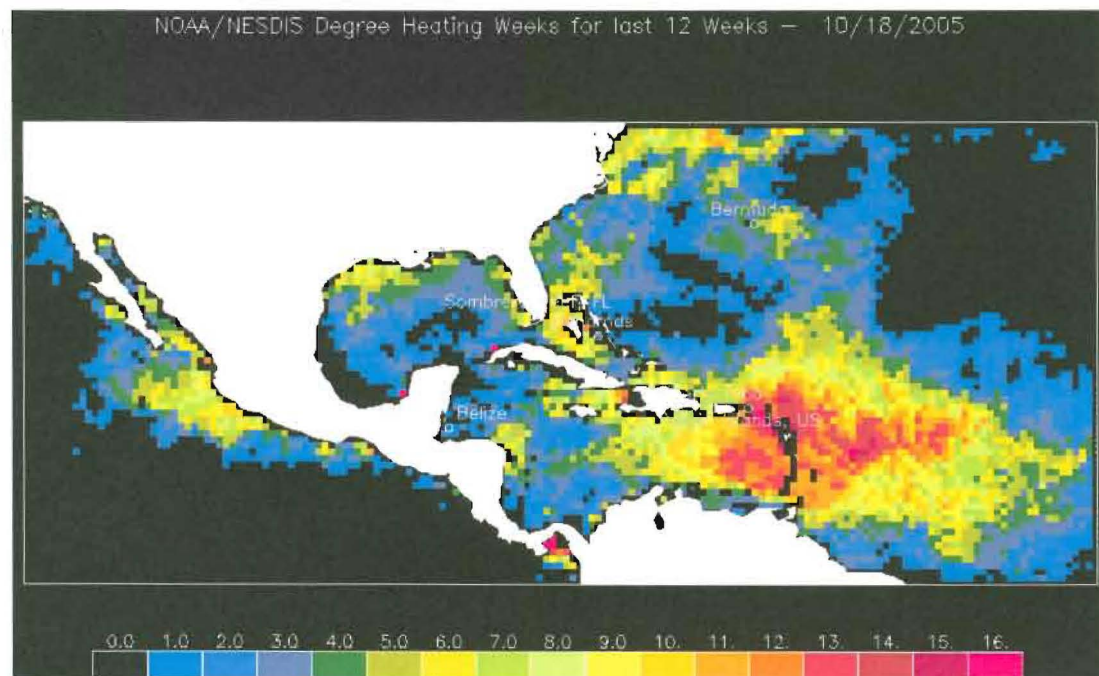 NOAA/NESDIS Degree Heating Weeks for last 12 Weeks – 10/18/2005
Bermuda
Belize
US
0.0 1.0 2.0 3.0 4.0 5.0 6.0 7.0 8.0 9.0 10. 11. 12. 13. 14. 15. 16.